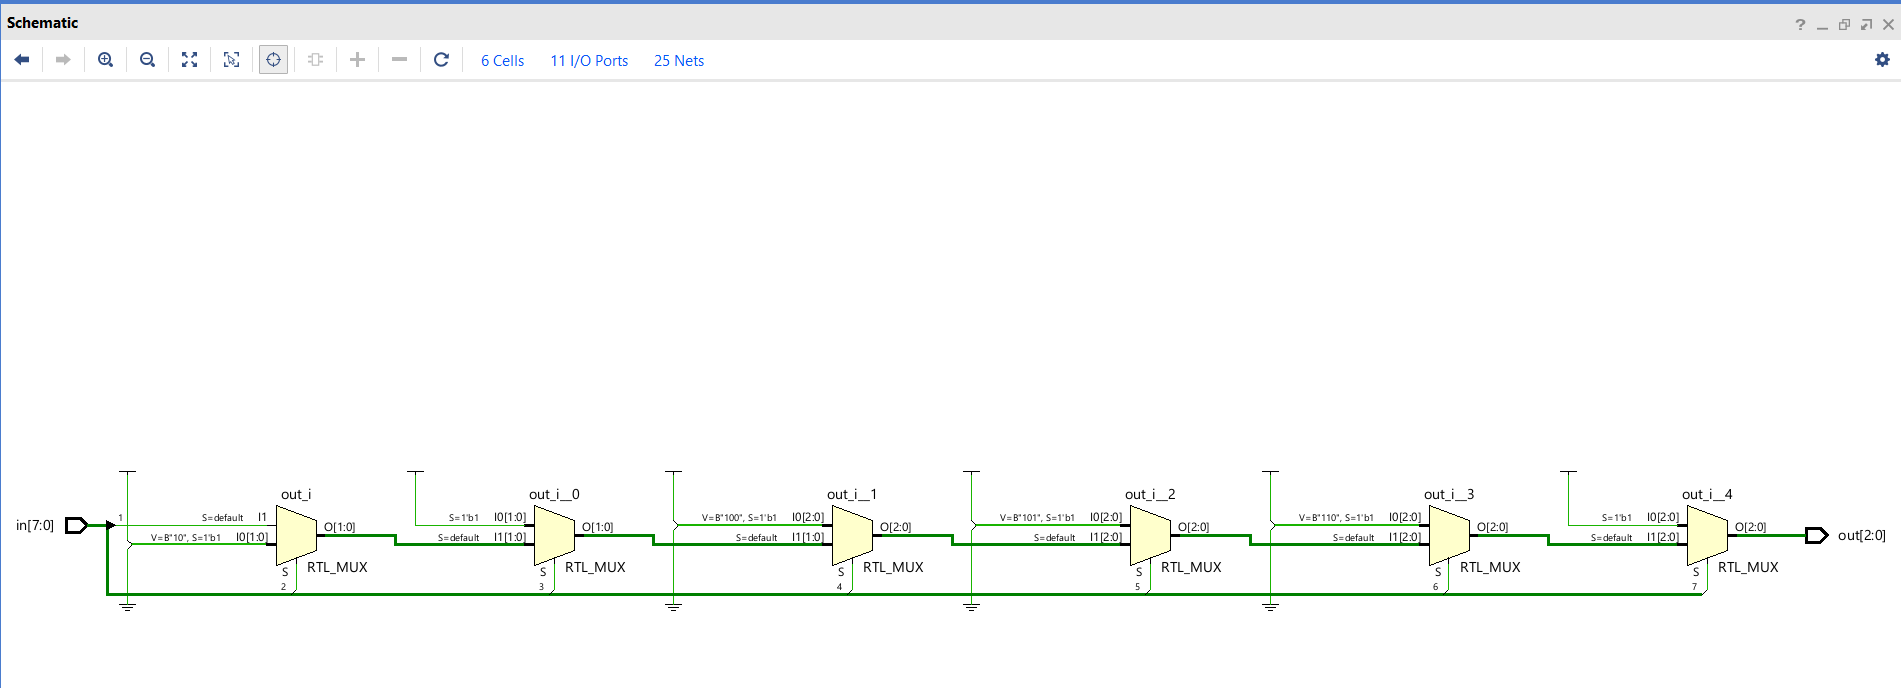 Schematic
6 Cells 11 I/O Ports 25 Nets
out_i out_i__0 out_i__1 out_i__2 out_i__3 out_i__4
in[7:0] 1 S=default I1 S=1'b1 I0[1:0] V=B"100", S=1'b1 I0[2:0] V=B"101", S=1'b1 I0[2:0] V=B"110", S=1'b1 I0[2:0] S=1'b1 I0[2:0]
O[1:0] O[1:0] O[2:0] O[2:0] O[2:0] O[2:0] out[2:0]
V=B"10", S=1'b1 I0[1:0] S=default I1[1:0] S=default I1[1:0] S=default I1[2:0] S=default I1[2:0] S=default I1[2:0]
S RTL_MUX S RTL_MUX S RTL_MUX S RTL_MUX S RTL_MUX S RTL_MUX
2 3 4 5 6 7